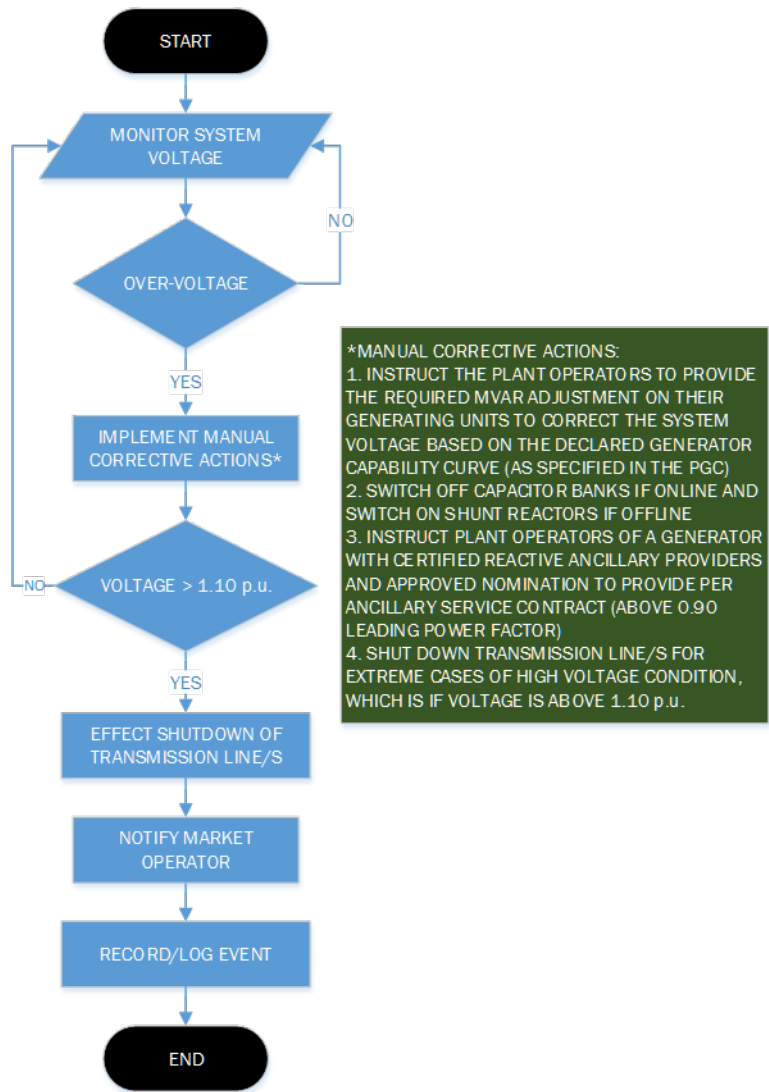 START
MONITOR SYSTEM
VOLTAGE
NO
OVER-VOLTAGE
YES
IMPLEMENT MANUAL
CORRECTIVE ACTIONS*
NO
VOLTAGE > 1.10 p.u.
YES
EFFECT SHUTDOWN OF
TRANSMISSION LINE/S
NOTIFY MARKET
OPERATOR
RECORD/LOG EVENT
END
*MANUAL CORRECTIVE ACTIONS:
1. INSTRUCT THE PLANT OPERATORS TO PROVIDE
THE REQUIRED MVAR ADJUSTMENT ON THEIR
GENERATING UNITS TO CORRECT THE SYSTEM
VOLTAGE BASED ON THE DECLARED GENERATOR
CAPABILITY CURVE (AS SPECIFIED IN THE PGC)
2. SWITCH OFF CAPACITOR BANKS IF ONLINE AND
SWITCH ON SHUNT REACTORS IF OFFLINE
3. INSTRUCT PLANT OPERATORS OF A GENERATOR
WITH CERTIFIED REACTIVE ANCILLARY PROVIDERS
AND APPROVED NOMINATION TO PROVIDE PER
ANCILLARY SERVICE CONTRACT (ABOVE 0.90
LEADING POWER FACTOR)
4. SHUT DOWN TRANSMISSION LINE/S FOR
EXTREME CASES OF HIGH VOLTAGE CONDITION,
WHICH IS IF VOLTAGE IS ABOVE 1.10 p.u.